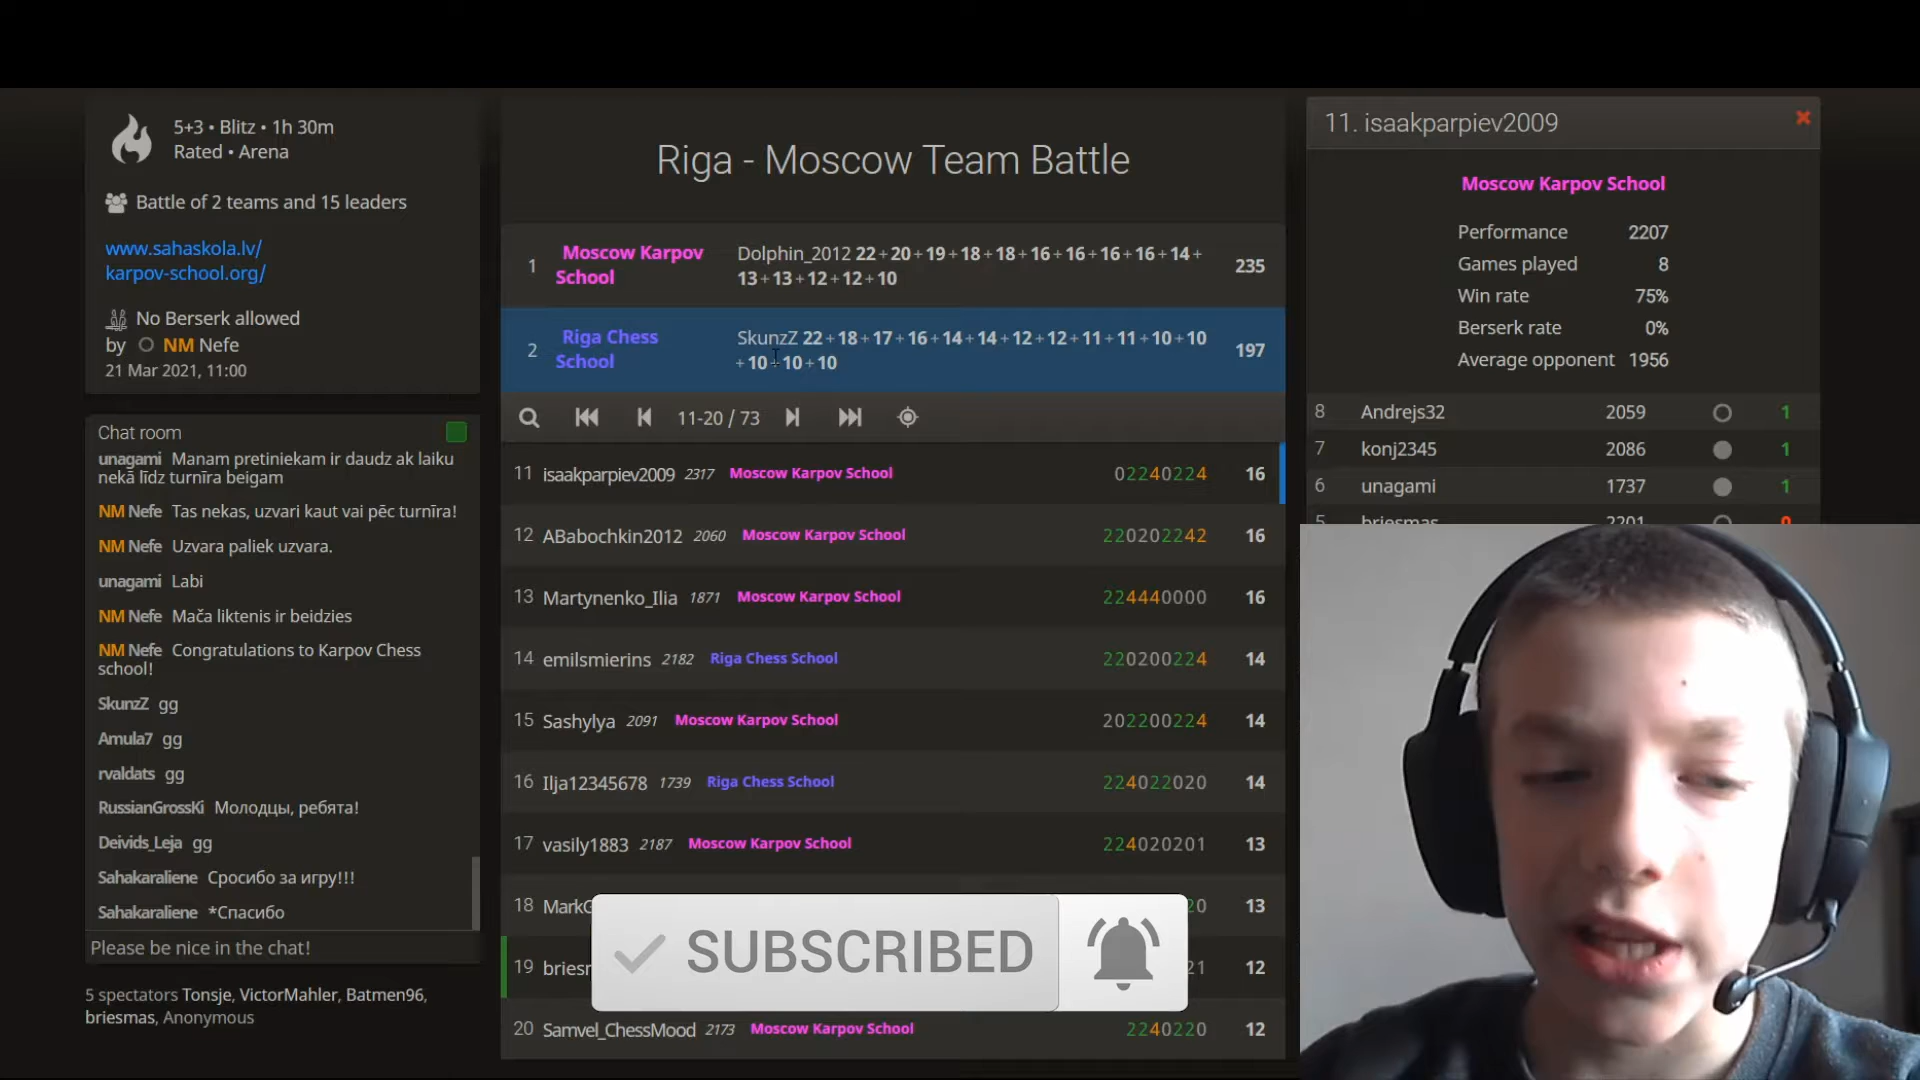 5+3 • Blitz • 1h 30m
Rated • Arena
Battle of 2 teams and 15 leaders
www.sahaskola.lv/
karpov-school.org/
No Berserk allowed
by NM Nefe
21 Mar 2021, 11:00
Chat room
unagami Manam pretiniekam ir daudz ak laiku
nekā līdz turnīra beigam
NM Nefe Tas nekas, uzvari kaut vai pēc turnīra!
NM Nefe Uzvara paliek uzvara.
unagami Labi
NM Nefe Mača liktenis ir beidzies
NM Nefe Congratulations to Karpov Chess
school!
SkunzZ gg
Amula7 gg
rvaldats gg
RussianGrossKi Молодцы, ребята!
Deivids_Leja gg
Sahakaraliene Сросибо за игру!!!
Sahakaraliene *Спасибо
Please be nice in the chat!
5 spectators Tonsje, VictorMahler, Batmen96,
briesmas, Anonymous
Riga - Moscow Team Battle
1 Moscow Karpov School Dolphin_2012 22+20+19+18+18+16+16+16+16+14+
13+13+12+12+10 235
2 Riga Chess School SkunzZ 22+18+17+16+14+14+12+12+11+11+10+10
+10+10+10 197
11-20 / 73
11 isaakparpiev2009 2317 Moscow Karpov School 02240224 16
12 ABabochkin2012 2060 Moscow Karpov School 220202242 16
13 Martynenko_Ilia 1871 Moscow Karpov School 224440000 16
14 emilsmierins 2182 Riga Chess School 220200224 14
15 Sashylya 2091 Moscow Karpov School 202200224 14
16 Ilja12345678 1739 Riga Chess School 224022020 14
17 vasily1883 2187 Moscow Karpov School 224020201 13
18 MarkG 20 13
19 briesm 21 12
20 Samvel_ChessMood 2173 Moscow Karpov School 2240220 12
SUBSCRIBED
11. isaakparpiev2009
Moscow Karpov School
Performance 2207
Games played 8
Win rate 75%
Berserk rate 0%
Average opponent 1956
8 Andrejs32 2059 1
7 konj2345 2086 1
6 unagami 1737 1
5 briesmas 2201 0